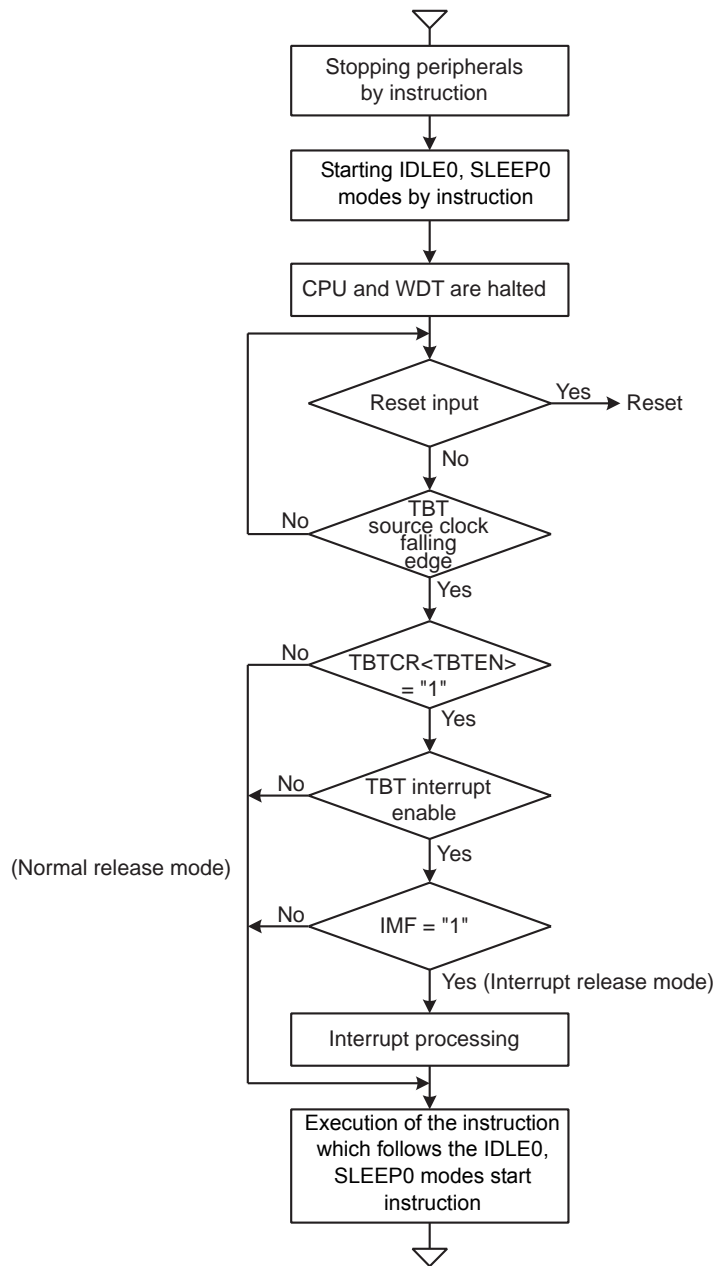 Stopping peripherals
by instruction
Starting IDLE0, SLEEP0
modes by instruction
CPU and WDT are halted
Reset input
Yes
Reset
No
TBT
source clock
falling
edge
No
Yes
TBTCR<TBTEN>
= "1"
No
Yes
TBT interrupt
enable
No
Yes
(Normal release mode)
IMF = "1"
No
Yes (Interrupt release mode)
Interrupt processing
Execution of the instruction
which follows the IDLE0,
SLEEP0 modes start
instruction